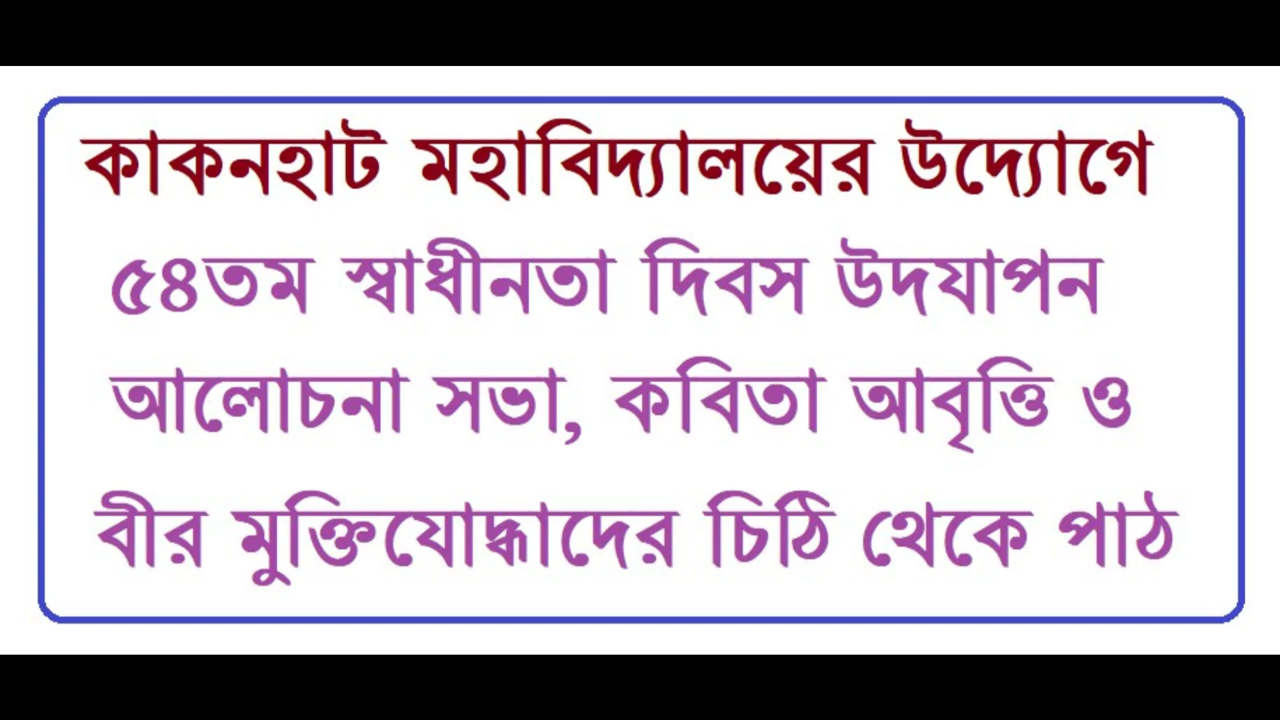 কাকনহাট মহাবিদ্যালয়ের উদ্যোগে
৫৪তম স্বাধীনতা দিবস উদযাপন
আলোচনা সভা, কবিতা আবৃত্তি ও
বীর মুক্তিযোদ্ধাদের চিঠি থেকে পাঠ